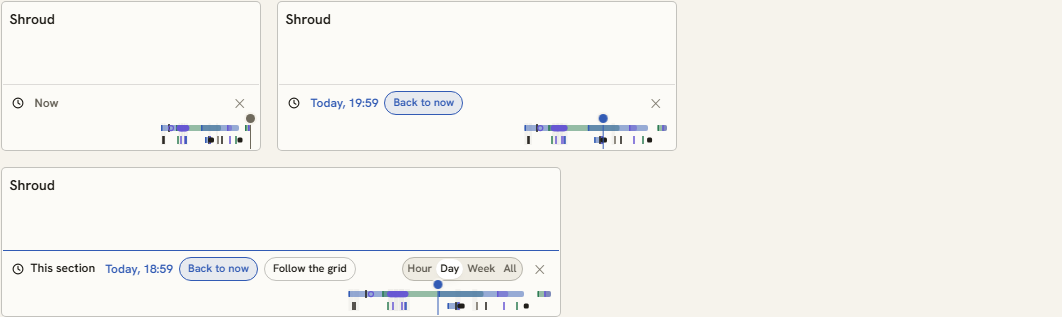 Shroud
Now
Shroud
Today, 19:59 Back to now
Shroud
This section Today, 18:59 Back to now Follow the grid Hour Day Week All